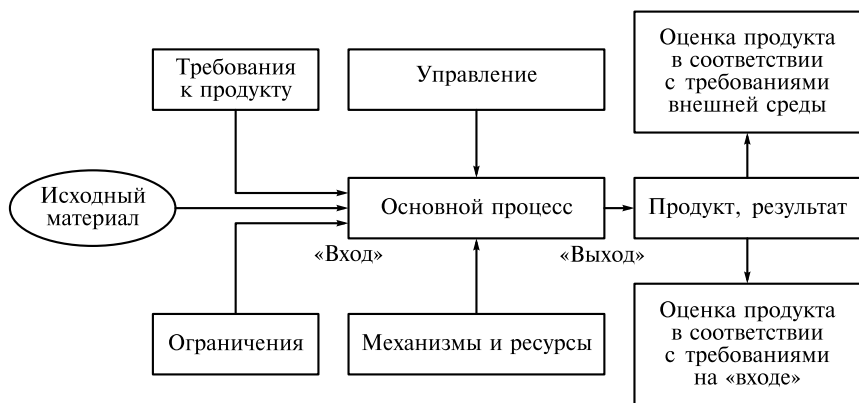 Требования
к продукту
Управление
Оценка продукта
в соответствии
с требованиями
внешней среды
Исходный
материал
Основной процесс
Продукт, результат
«Вход»
«Выход»
Ограничения
Механизмы и ресурсы
Оценка продукта
в соответствии
с требованиями
на «входе»